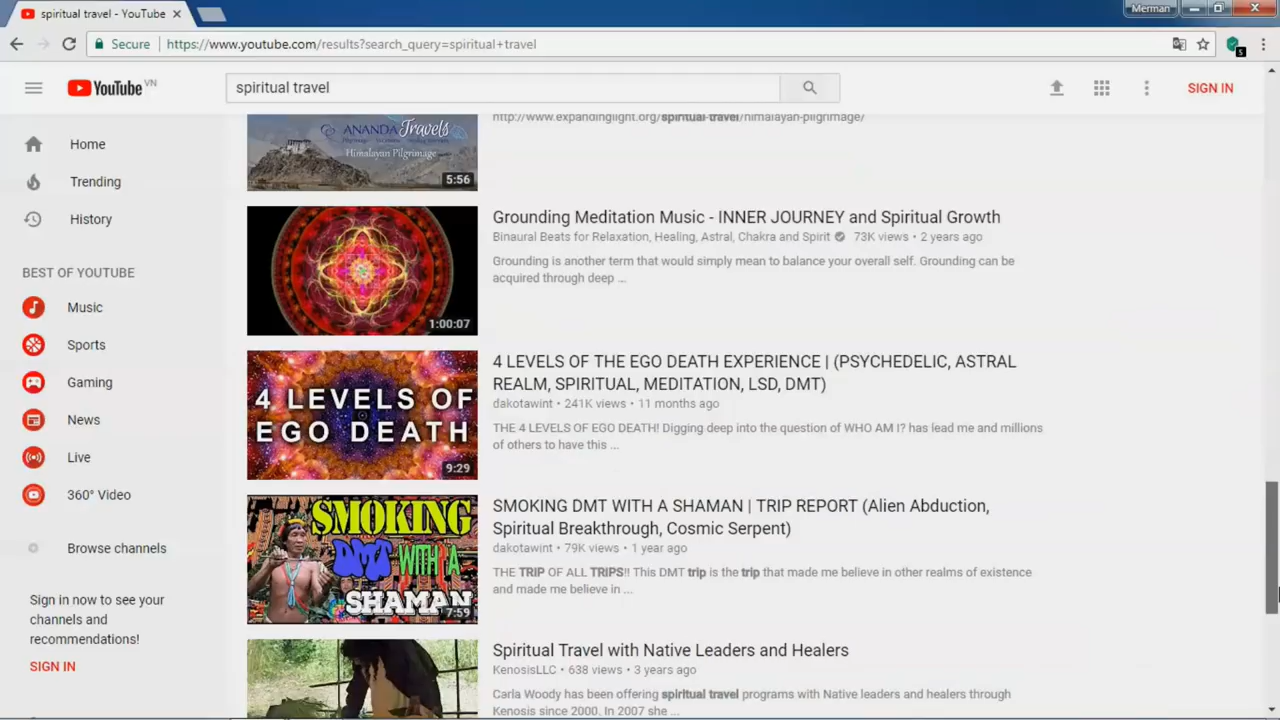 spiritual travel - YouTube
Merman
Secure
https://www.youtube.com/results?search_query=spiritual+travel
5
YouTube VN
spiritual travel
SIGN IN
Home
Trending
History
BEST OF YOUTUBE
Music
Sports
Gaming
News
Live
360° Video
Browse channels
Sign in now to see your
channels and
recommendations!
SIGN IN
ANANDA Travels
Himalayan Pilgrimage
5:56
http://www.expandinglight.org/spiritual-travel/himalayan-pilgrimage/
1:00:07
Grounding Meditation Music - INNER JOURNEY and Spiritual Growth
Binaural Beats for Relaxation, Healing, Astral, Chakra and Spirit 73K views • 2 years ago
Grounding is another term that would simply mean to balance your overall self. Grounding can be
acquired through deep ...
4 LEVELS OF
EGO DEATH
9:29
4 LEVELS OF THE EGO DEATH EXPERIENCE | (PSYCHEDELIC, ASTRAL
REALM, SPIRITUAL, MEDITATION, LSD, DMT)
dakotawint • 241K views • 11 months ago
THE 4 LEVELS OF EGO DEATH! Digging deep into the question of WHO AM I? has lead me and millions
of others to have this ...
SMOKING
DMT WITH A
SHAMAN
7:59
SMOKING DMT WITH A SHAMAN | TRIP REPORT (Alien Abduction,
Spiritual Breakthrough, Cosmic Serpent)
dakotawint • 79K views • 1 year ago
THE TRIP OF ALL TRIPS!! This DMT trip is the trip that made me believe in other realms of existence
and made me believe in ...
Spiritual Travel with Native Leaders and Healers
KenosisLLC • 638 views • 3 years ago
Carla Woody has been offering spiritual travel programs with Native leaders and healers through
Kenosis since 2000. In 2007 she ...